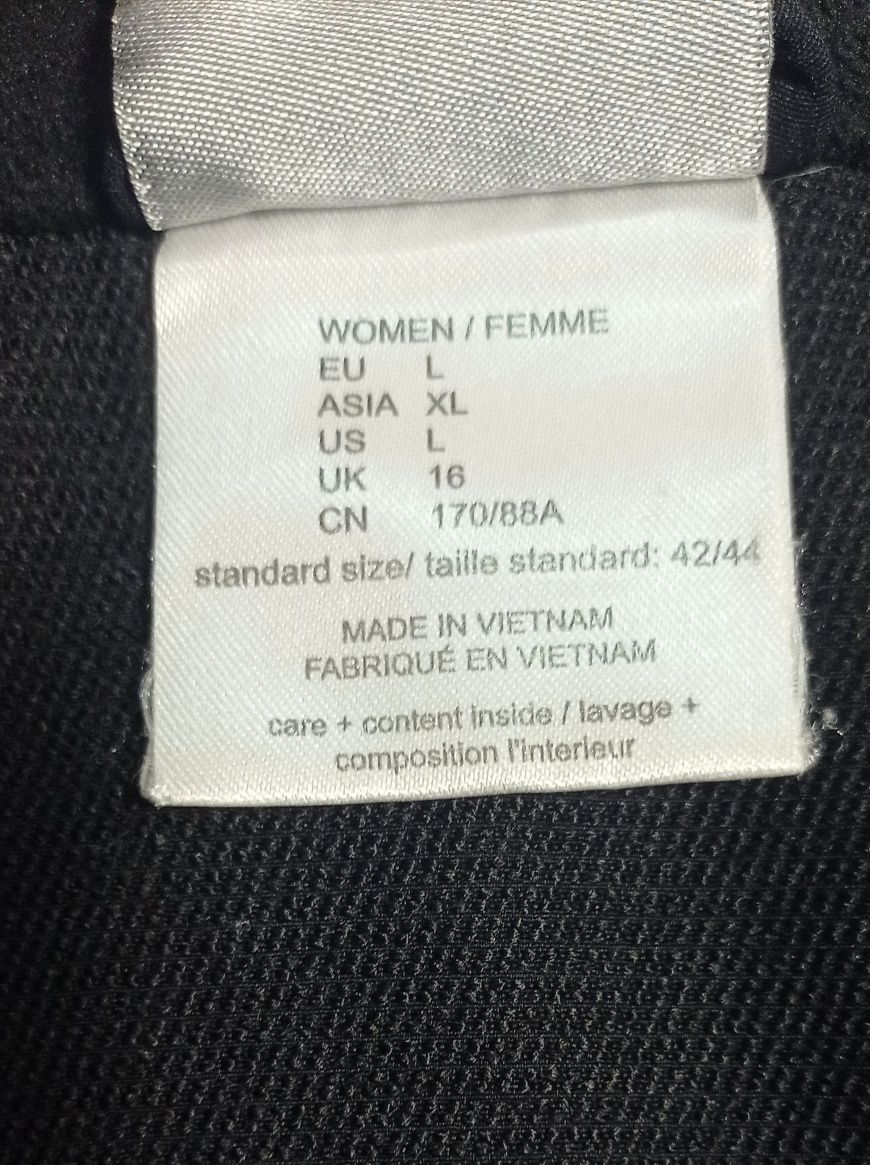 WOMEN / FEMME
EU L
ASIA XL
US L
UK 16
CN 170/88A
standard size/ taille standard: 42/44
MADE IN VIETNAM
FABRIQUÉ EN VIETNAM
care + content inside / lavage +
composition l'interieur